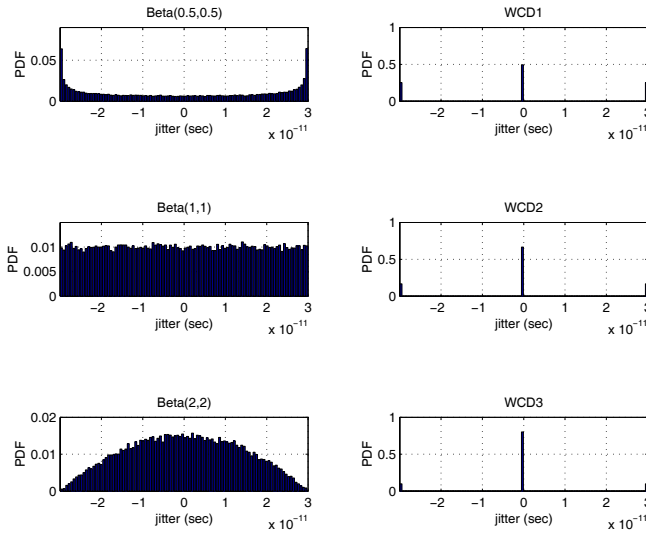 Beta(0.5,0.5)
PDF
0.05
0
−2 −1 0 1 2 3
jitter (sec)
x 10⁻¹¹
WCD1
PDF
1
0.5
0
−2 −1 0 1 2 3
jitter (sec)
x 10⁻¹¹
Beta(1,1)
PDF
0.01
0.005
0
−2 −1 0 1 2 3
jitter (sec)
x 10⁻¹¹
WCD2
PDF
1
0.5
0
−2 −1 0 1 2 3
jitter (sec)
x 10⁻¹¹
Beta(2,2)
PDF
0.02
0.01
0
−2 −1 0 1 2 3
jitter (sec)
x 10⁻¹¹
WCD3
PDF
1
0.5
0
−2 −1 0 1 2 3
jitter (sec)
x 10⁻¹¹